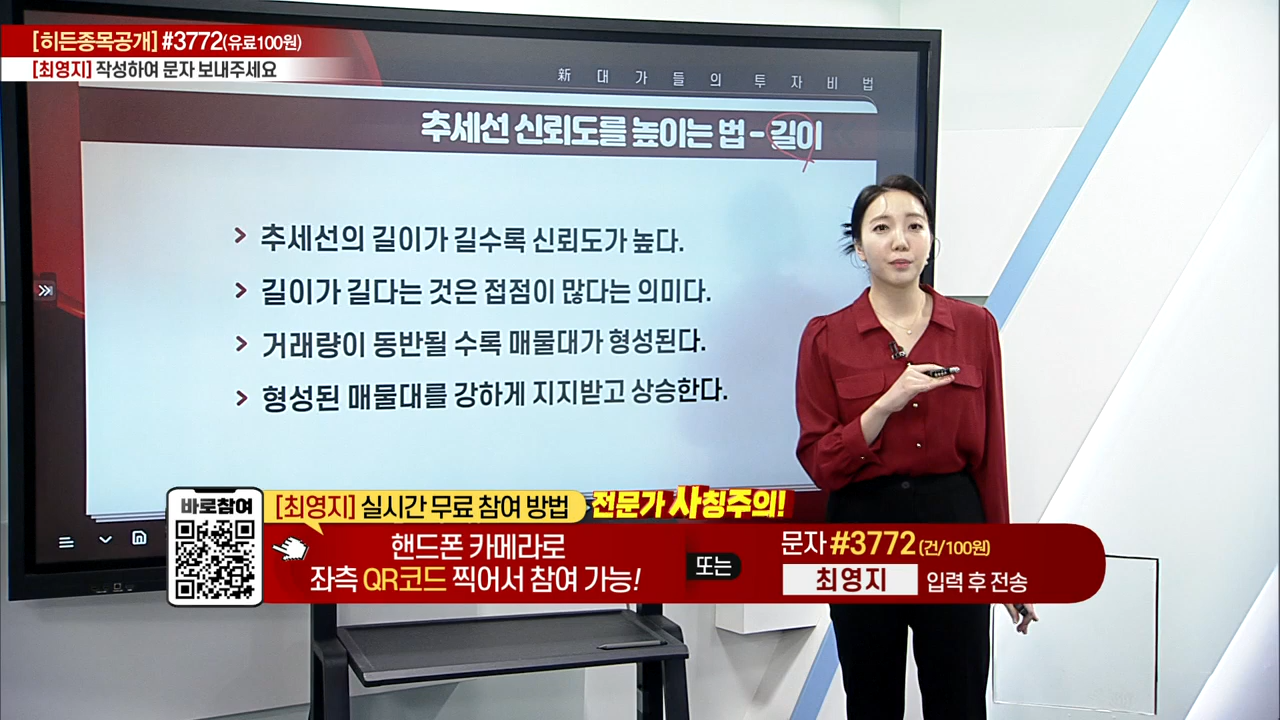 [히든종목공개] #3772(유료100원)
[최영지] 작성하여 문자 보내주세요
新대가들의투자비법
추세선 신뢰도를 높이는 법 - 길이
추세선의 길이가 길수록 신뢰도가 높다.
길이가 길다는 것은 접점이 많다는 의미다.
거래량이 동반될 수록 매물대가 형성된다.
형성된 매물대를 강하게 지지받고 상승한다.
바로참여
[최영지] 실시간 무료 참여 방법
전문가 사칭주의!
핸드폰 카메라로
좌측 QR코드 찍어서 참여 가능!
또는
문자 #3772 (건/100원)
최영지 입력 후 전송